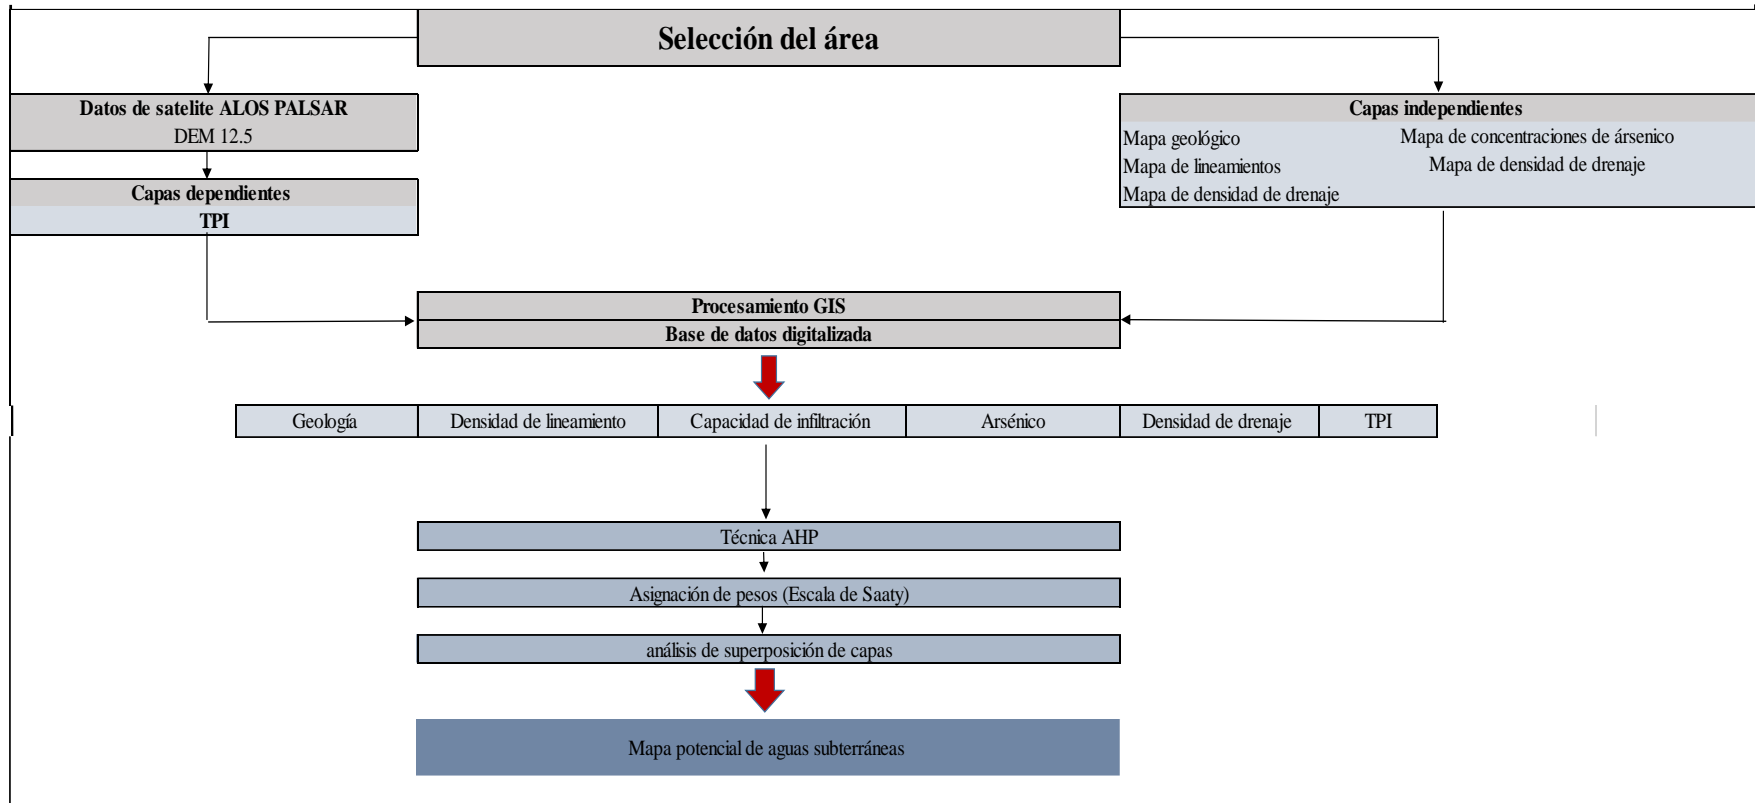 Selección del área
Datos de satelite ALOS PALSAR
DEM 12.5
Capas dependientes
TPI
Capas independientes
Mapa geológico
Mapa de concentraciones de ársenico
Mapa de lineamientos
Mapa de densidad de drenaje
Mapa de densidad de drenaje
Procesamiento GIS
Base de datos digitalizada
Geología
Densidad de lineamiento
Capacidad de infiltración
Arsénico
Densidad de drenaje
TPI
Técnica AHP
Asignación de pesos (Escala de Saaty)
análisis de superposición de capas
Mapa potencial de aguas subterráneas